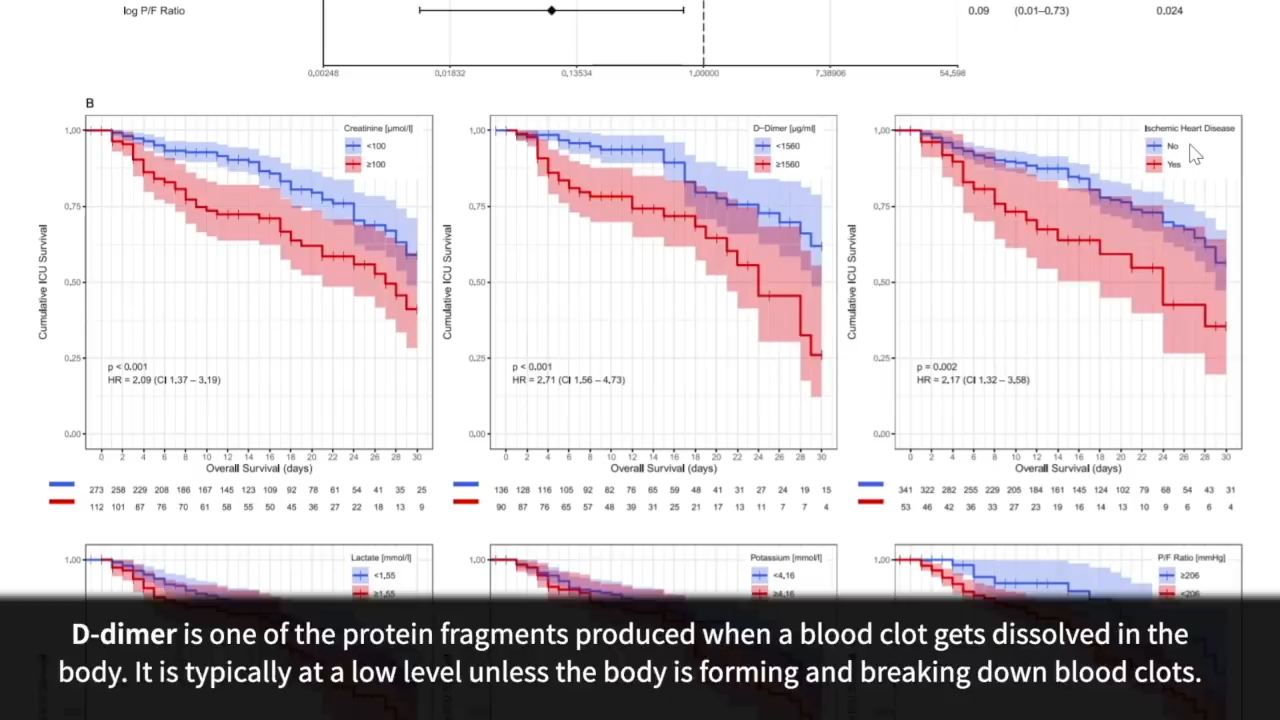 log P/F Ratio 0.09 (0.01–0.73) 0.024
0,00248 0,01832 0,13534 1,00000 7,38906 54,598
B
Creatinine [μmol/l]
<100
≥100
1,00
0,75
0,50
0,25
0,00
Cumulative ICU Survival
p < 0.001
HR = 2.09 (CI 1.37 – 3.19)
0 2 4 6 8 10 12 14 16 18 20 22 24 26 28 30
Overall Survival (days)
273 258 229 208 186 167 145 123 109 92 78 61 54 41 35 25
112 101 87 76 70 61 58 55 50 45 36 27 22 18 13 9
D−Dimer [μg/ml]
<1560
≥1560
1,00
0,75
0,50
0,25
0,00
Cumulative ICU Survival
p < 0.001
HR = 2.71 (CI 1.56 – 4.73)
0 2 4 6 8 10 12 14 16 18 20 22 24 26 28 30
Overall Survival (days)
136 128 116 105 92 82 76 65 59 48 41 31 27 24 19 15
90 87 76 65 57 48 39 31 25 21 17 13 11 7 7 4
Ischemic Heart Disease
No
Yes
1,00
0,75
0,50
0,25
0,00
Cumulative ICU Survival
p = 0.002
HR = 2.17 (CI 1.32 – 3.58)
0 2 4 6 8 10 12 14 16 18 20 22 24 26 28 30
Overall Survival (days)
341 322 282 255 229 205 184 161 145 124 102 79 68 54 43 31
53 46 42 36 33 27 23 19 16 14 13 10 9 6 6 4
Lactate [mmol/l]
<1,55
≥1,55
1,00
Potassium [mmol/l]
<4,16
≥4,16
1,00
P/F Ratio [mmHg]
≥206
<206
1,00
D-dimer is one of the protein fragments produced when a blood clot gets dissolved in the
body. It is typically at a low level unless the body is forming and breaking down blood clots.